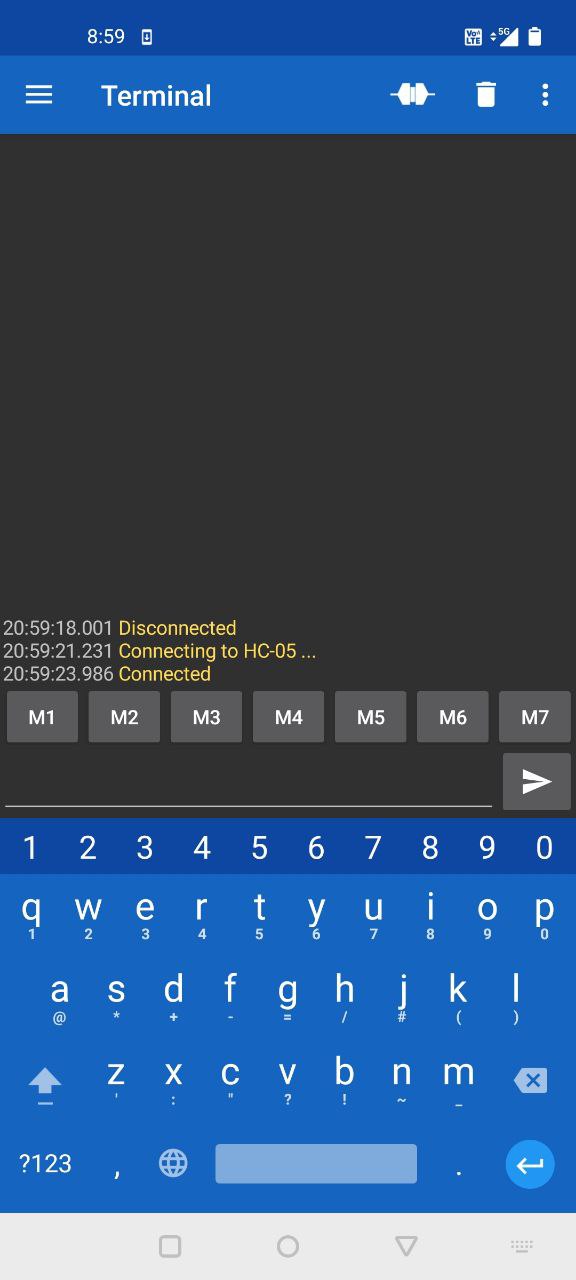 8:59 VoA LTE 5G
Terminal
20:59:18.001 Disconnected
20:59:21.231 Connecting to HC-05 ...
20:59:23.986 Connected
M1 M2 M3 M4 M5 M6 M7
1 2 3 4 5 6 7 8 9 0
q w e r t y u i o p
1 2 3 4 5 6 7 8 9 0
a s d f g h j k l
@ * + - = / # ( )
z x c v b n m
' : " ? ! ~ _
?123 , .